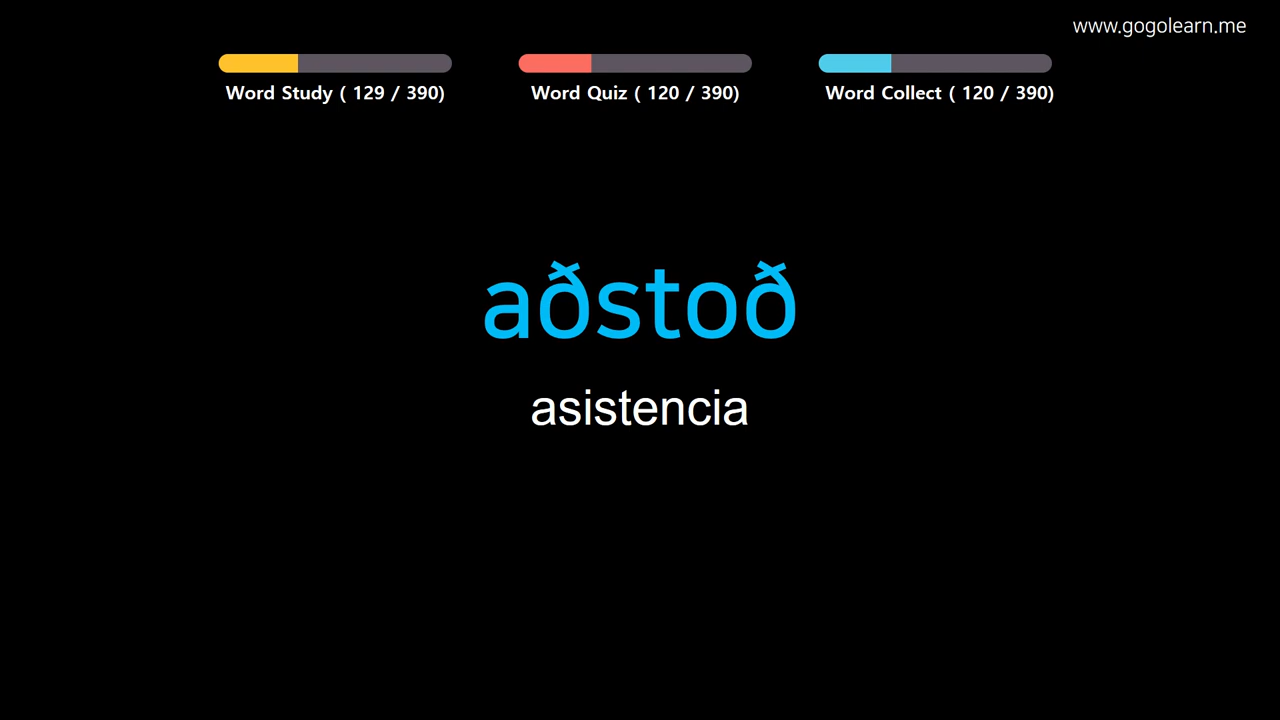 www.gogolearn.me
Word Study ( 129 / 390)
Word Quiz ( 120 / 390)
Word Collect ( 120 / 390)
aðstoð
asistencia